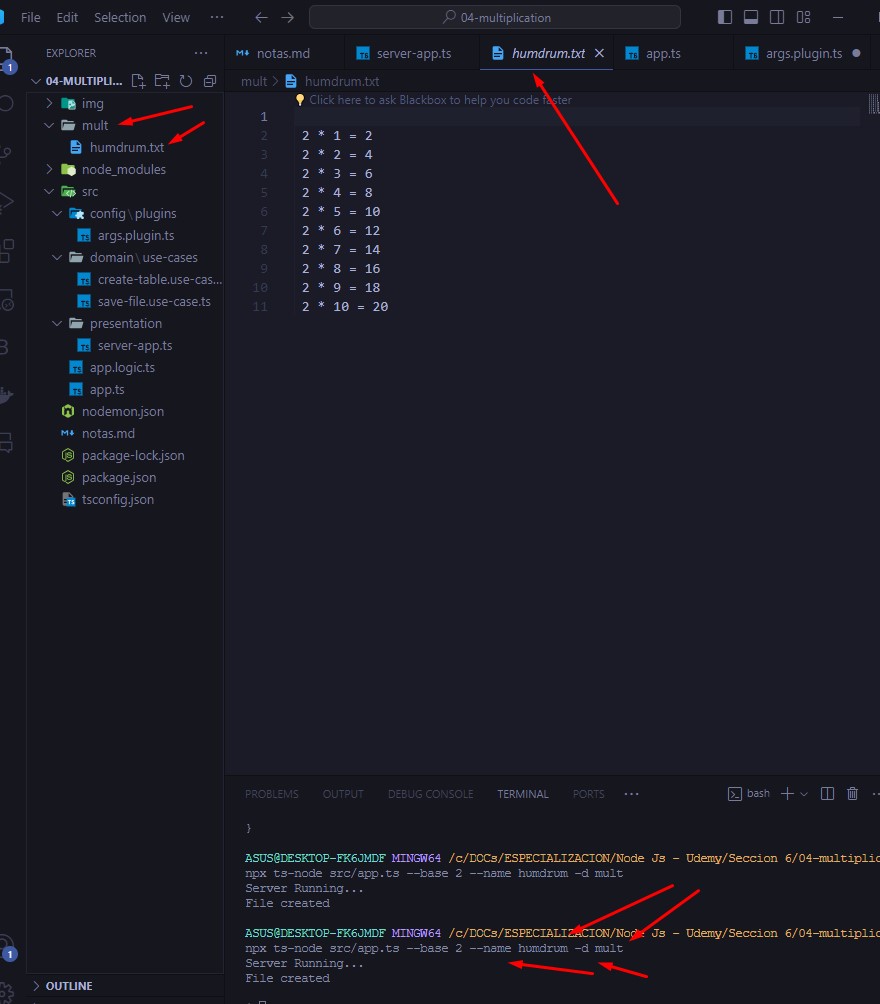 File Edit Selection View ··· 04-multiplication
EXPLORER ···
04-MULTIPLI...
img
mult
humdrum.txt
node_modules
src
config\plugins
args.plugin.ts
domain\use-cases
create-table.use-cas...
save-file.use-case.ts
presentation
server-app.ts
app.logic.ts
app.ts
nodemon.json
notas.md
package-lock.json
package.json
tsconfig.json
OUTLINE
notas.md server-app.ts humdrum.txt app.ts args.plugin.ts
mult > humdrum.txt
Click here to ask Blackbox to help you code faster
1
2 2 * 1 = 2
3 2 * 2 = 4
4 2 * 3 = 6
5 2 * 4 = 8
6 2 * 5 = 10
7 2 * 6 = 12
8 2 * 7 = 14
9 2 * 8 = 16
10 2 * 9 = 18
11 2 * 10 = 20
PROBLEMS OUTPUT DEBUG CONSOLE TERMINAL PORTS ··· bash
}
ASUS@DESKTOP-FK6JMDF MINGW64 /c/DOCs/ESPECIALIZACION/Node Js - Udemy/Seccion 6/04-multiplic
npx ts-node src/app.ts --base 2 --name humdrum -d mult
Server Running...
File created
ASUS@DESKTOP-FK6JMDF MINGW64 /c/DOCs/ESPECIALIZACION/Node Js - Udemy/Seccion 6/04-multiplic
npx ts-node src/app.ts --base 2 --name humdrum -d mult
Server Running...
File created